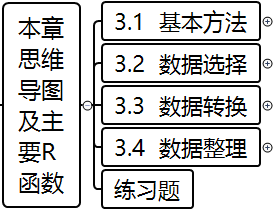 本章
思维
导图
及主
要R
函数
3.1 基本方法
3.2 数据选择
3.3 数据转换
3.4 数据整理
练习题